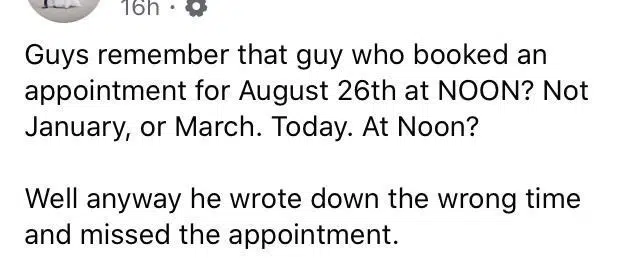 16h ·
Guys remember that guy who booked an
appointment for August 26th at NOON? Not
January, or March. Today. At Noon?
Well anyway he wrote down the wrong time
and missed the appointment.